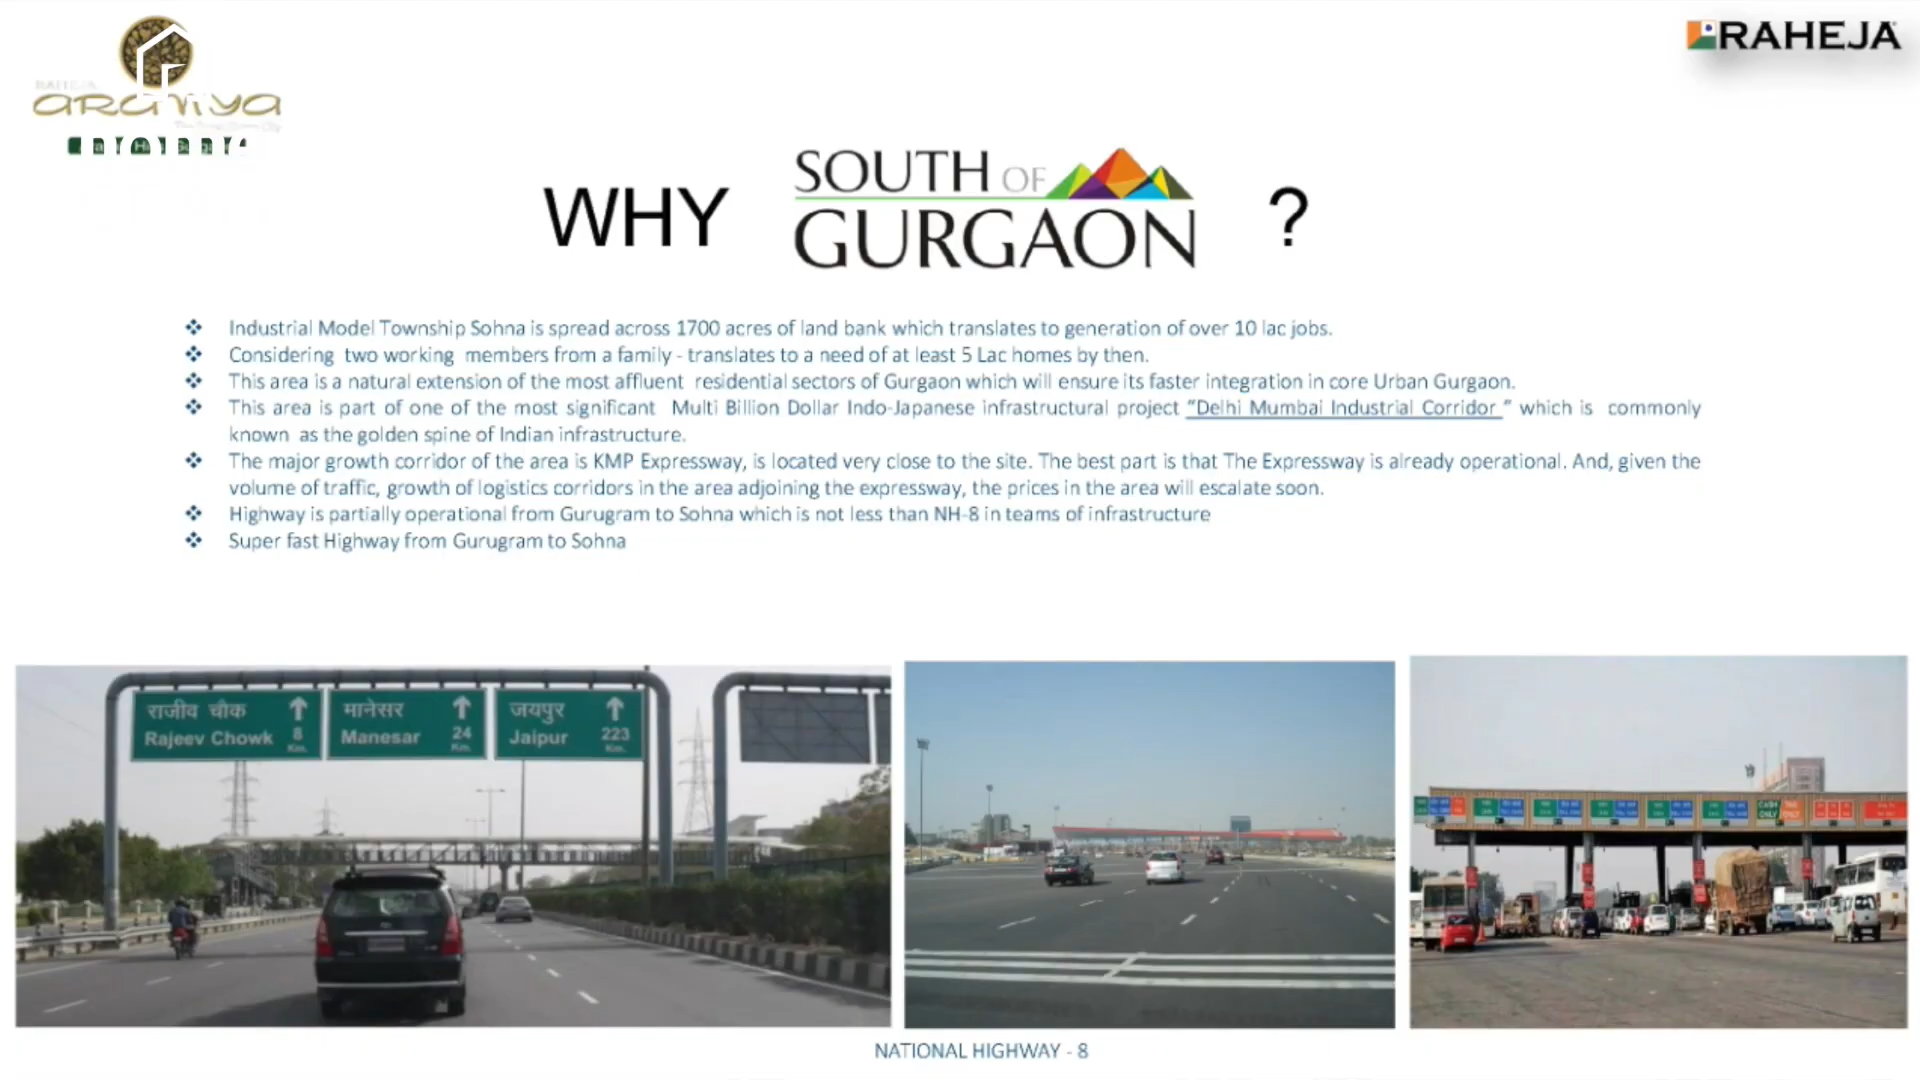 RAHEJA
aranya
RAHEJA
WHY SOUTH OF GURGAON ?
Industrial Model Township Sohna is spread across 1700 acres of land bank which translates to generation of over 10 lac jobs.
Considering two working members from a family - translates to a need of at least 5 Lac homes by then.
This area is a natural extension of the most affluent residential sectors of Gurgaon which will ensure its faster integration in core Urban Gurgaon.
This area is part of one of the most significant Multi Billion Dollar Indo-Japanese infrastructural project "Delhi Mumbai Industrial Corridor " which is commonly
known as the golden spine of Indian infrastructure.
The major growth corridor of the area is KMP Expressway, is located very close to the site. The best part is that The Expressway is already operational. And, given the
volume of traffic, growth of logistics corridors in the area adjoining the expressway, the prices in the area will escalate soon.
Highway is partially operational from Gurugram to Sohna which is not less than NH-8 in teams of infrastructure
Super fast Highway from Gurugram to Sohna
राजीव चौक
Rajeev Chowk 8 Km.
मानेसर
Manesar 24 Km.
जयपुर
Jaipur 223 Km.
CASH ONLY
NATIONAL HIGHWAY - 8